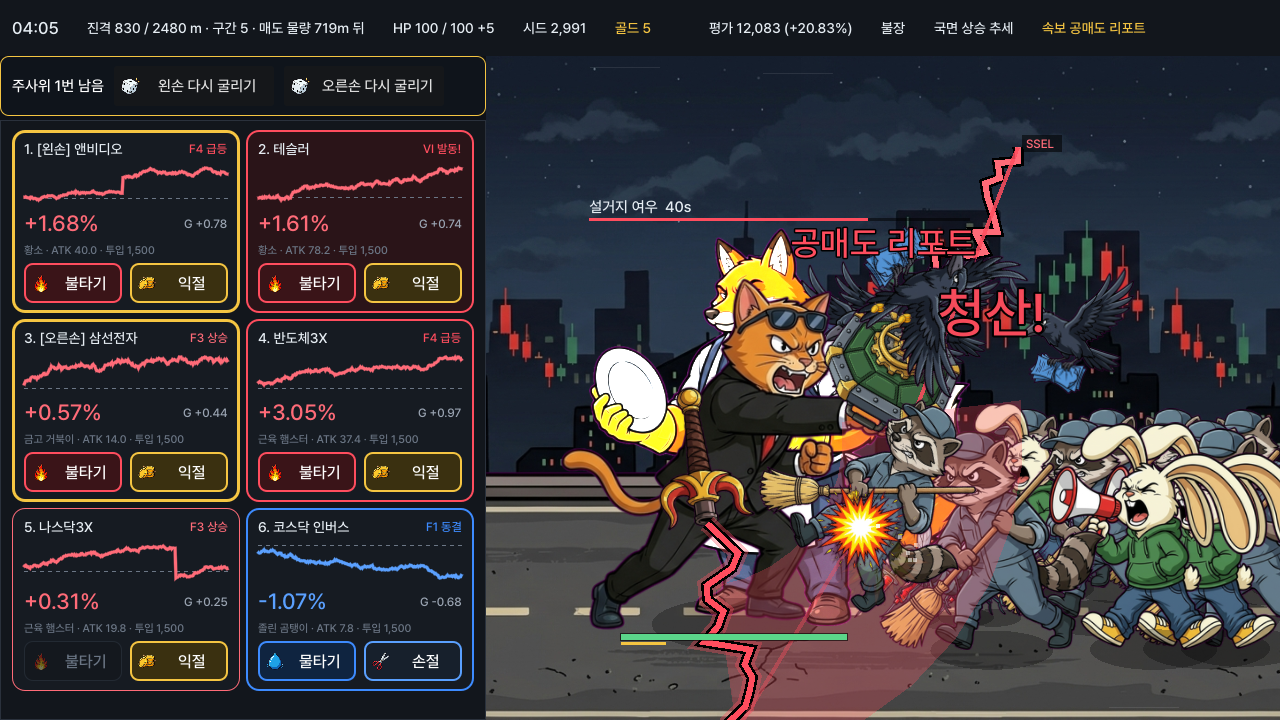 04:05 진격 830 / 2480 m · 구간 5 · 매도 물량 719m 뒤 HP 100 / 100 +5 시드 2,991 골드 5 평가 12,083 (+20.83%) 불장 국면 상승 추세 속보 공매도 리포트
주사위 1번 남음 왼손 다시 굴리기 오른손 다시 굴리기
1. [왼손] 앤비디오 F4 급등
+1.68% G +0.78
황소 · ATK 40.0 · 투입 1,500
불타기 익절
2. 테슬러 VI 발동!
+1.61% G +0.74
황소 · ATK 78.2 · 투입 1,500
불타기 익절
3. [오른손] 삼선전자 F3 상승
+0.57% G +0.44
금고 거북이 · ATK 14.0 · 투입 1,500
불타기 익절
4. 반도체3X F4 급등
+3.05% G +0.97
근육 햄스터 · ATK 37.4 · 투입 1,500
불타기 익절
5. 나스닥3X F3 상승
+0.31% G +0.25
근육 햄스터 · ATK 19.8 · 투입 1,500
불타기 익절
6. 코스닥 인버스 F1 동결
-1.07% G -0.68
졸린 곰탱이 · ATK 7.8 · 투입 1,500
물타기 손절
SSEL
설거지 여우 40s
공매도 리포트
청산!